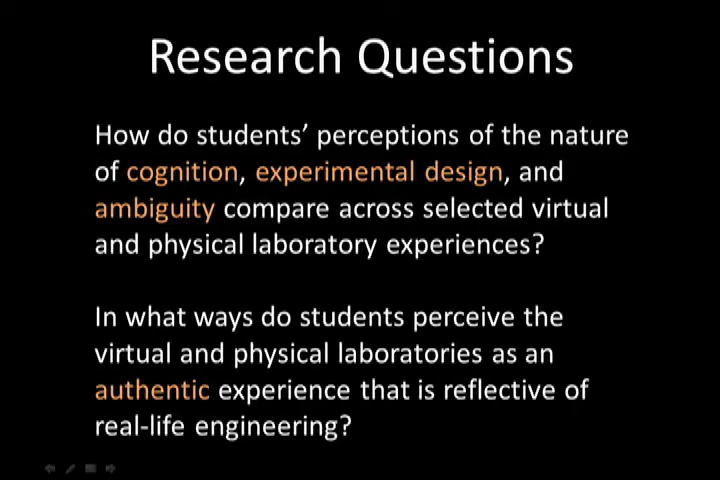 Research Questions
How do students’ perceptions of the nature
of cognition, experimental design, and
ambiguity compare across selected virtual
and physical laboratory experiences?
In what ways do students perceive the
virtual and physical laboratories as an
authentic experience that is reflective of
real-life engineering?